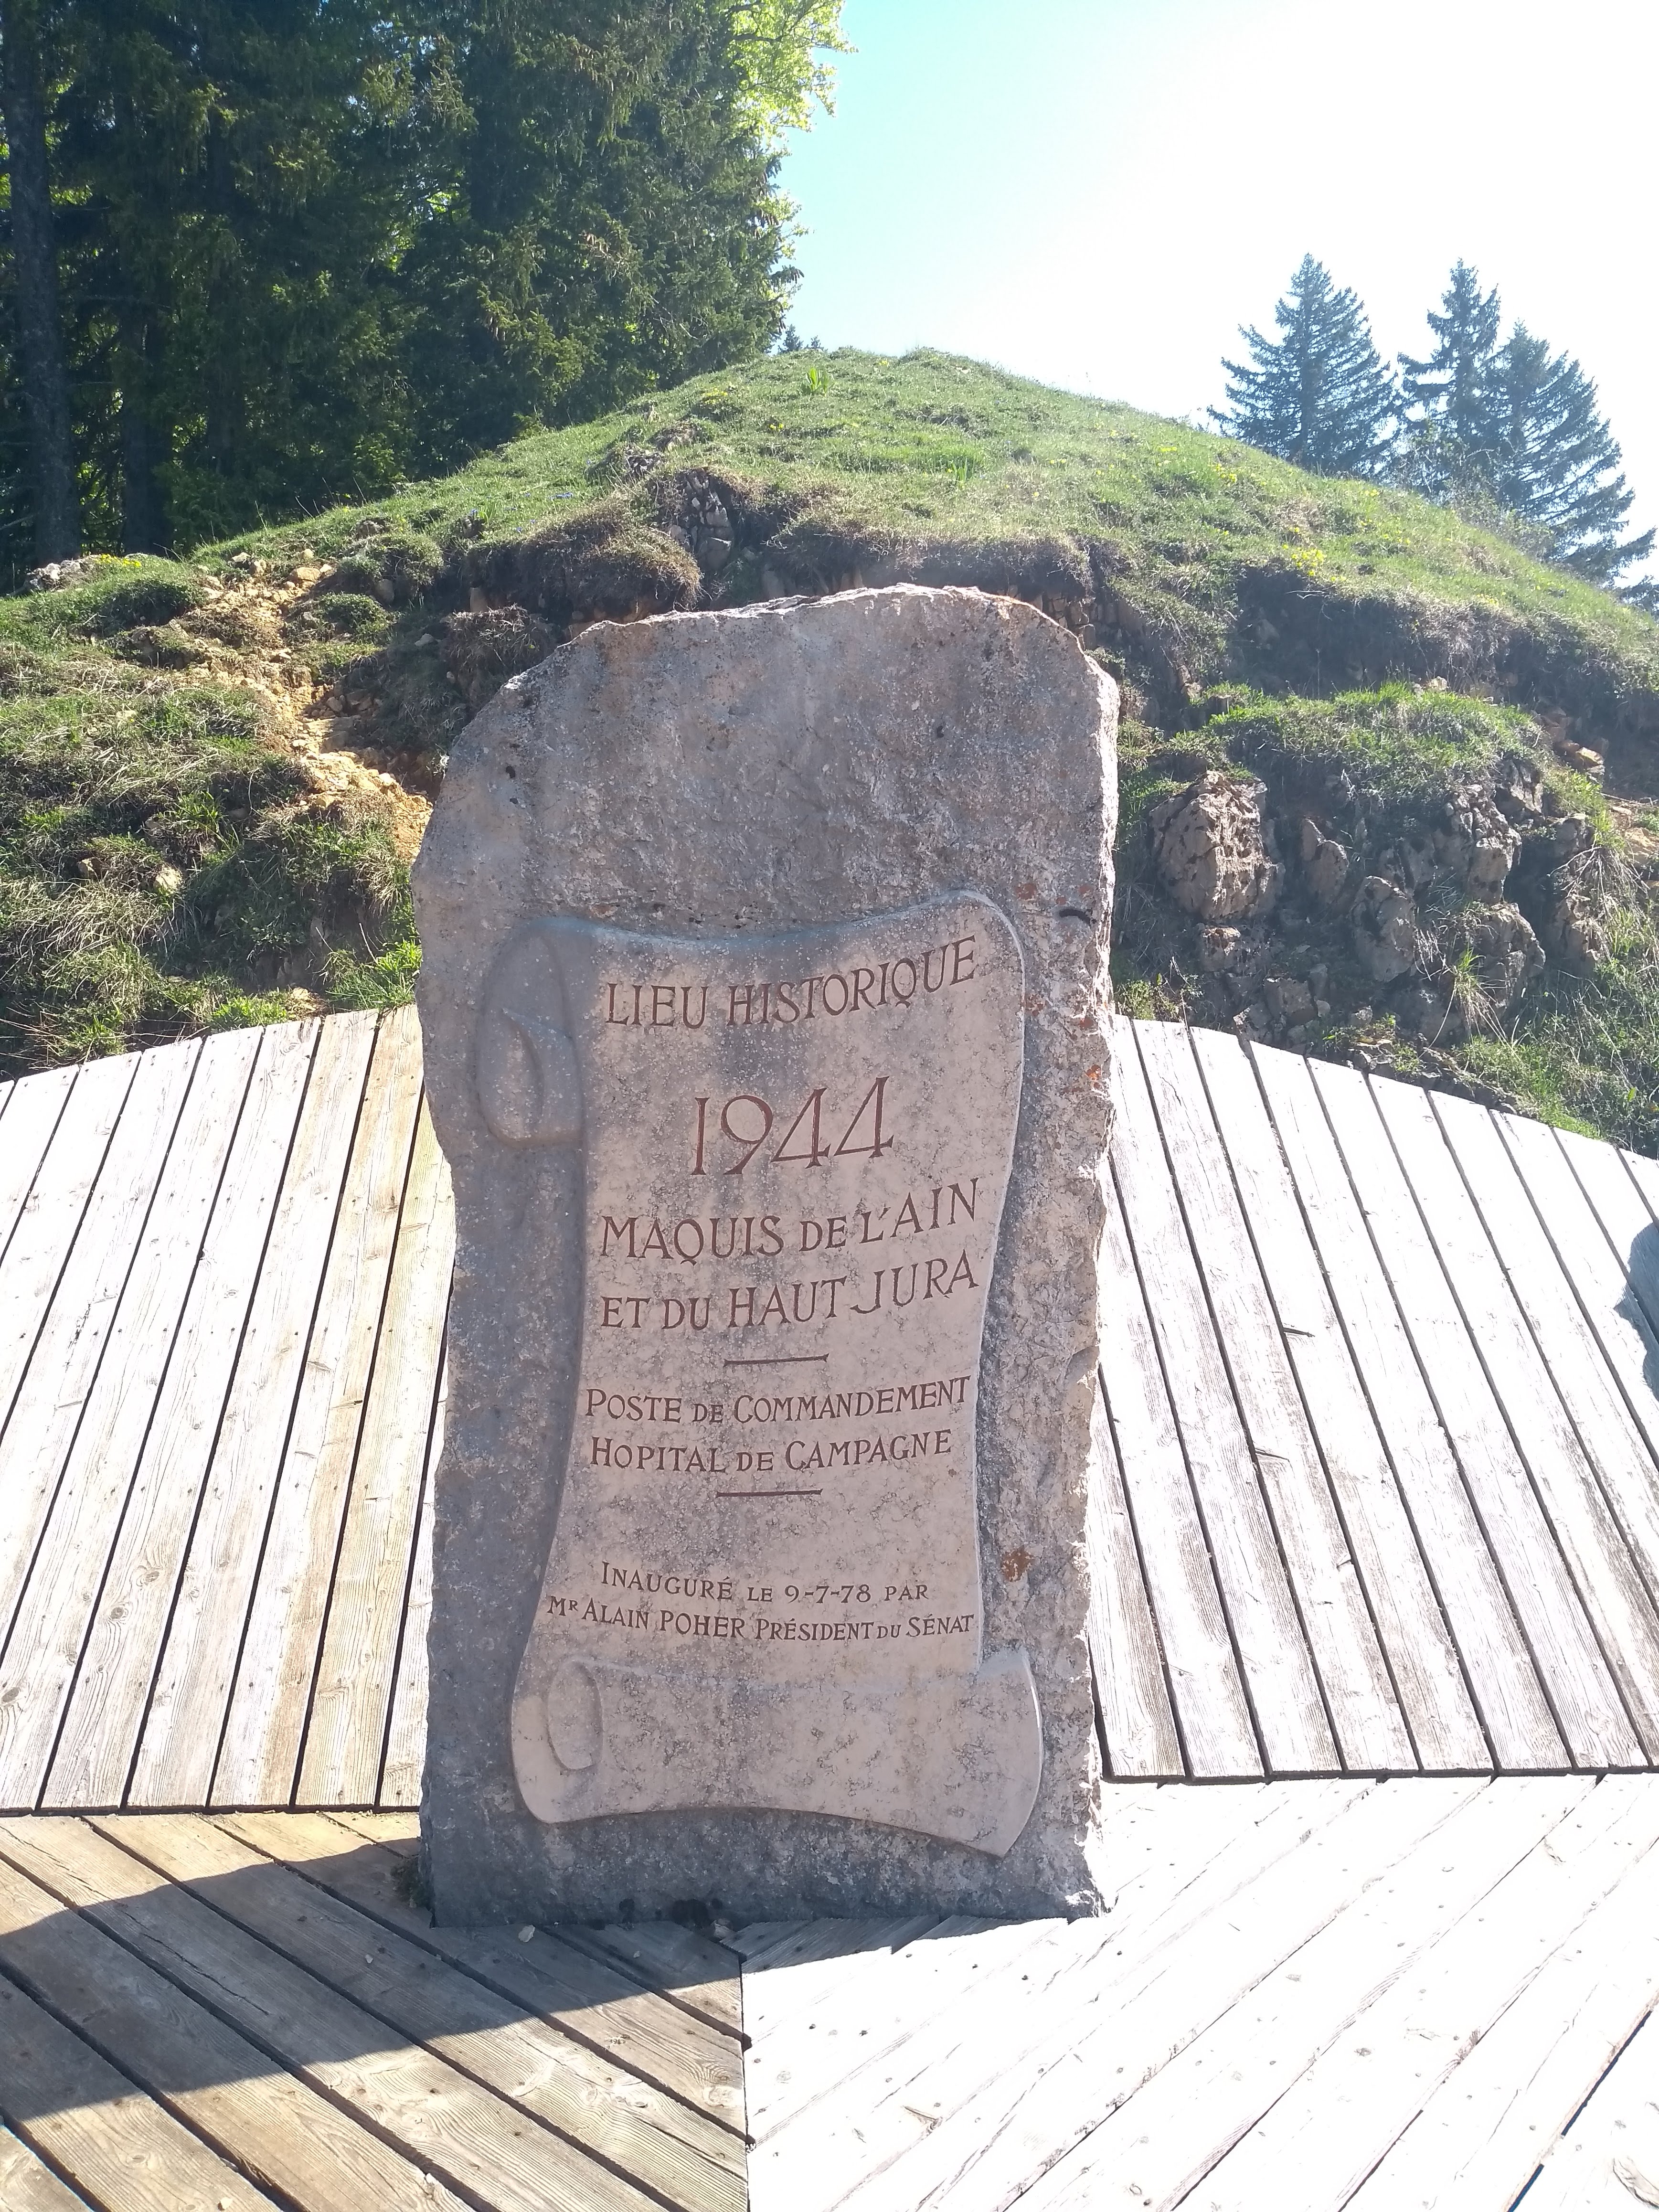 LIEU HISTORIQUE
1944
MAQUIS DE L'AIN
ET DU HAUT JURA
POSTE DE COMMANDEMENT
HOPITAL DE CAMPAGNE
INAUGURÉ LE 9-7-78 PAR
MR ALAIN POHER PRÉSIDENT DU SÉNAT